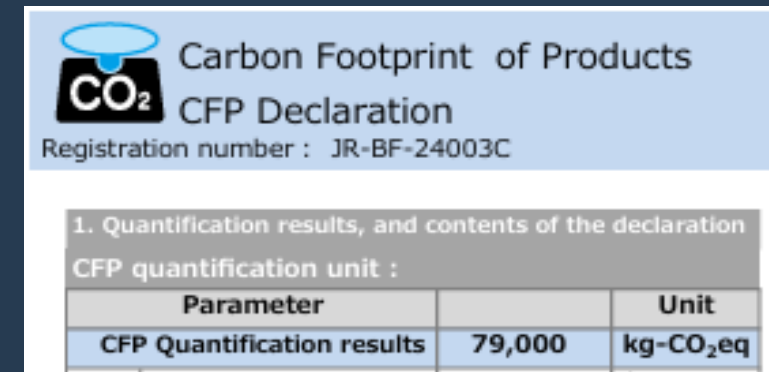 CO₂
Carbon Footprint of Products
CFP Declaration
Registration number : JR-BF-24003C
1. Quantification results, and contents of the declaration
CFP quantification unit :
Parameter Unit
CFP Quantification results 79,000 kg-CO₂eq